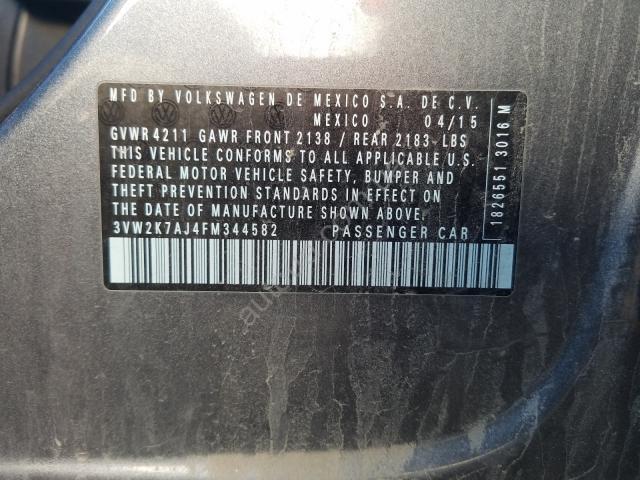 MFD BY VOLKSWAGEN DE MEXICO S.A. DE C.V.
MEXICO 04/15
GVWR 4211 GAWR FRONT 2138 / REAR 2183 LBS
THIS VEHICLE CONFORMS TO ALL APPLICABLE U.S.
FEDERAL MOTOR VEHICLE SAFETY, BUMPER AND
THEFT PREVENTION STANDARDS IN EFFECT ON
THE DATE OF MANUFACTURE SHOWN ABOVE.
3VW2K7AJ4FM344582 PASSENGER CAR
1826551 3016 M